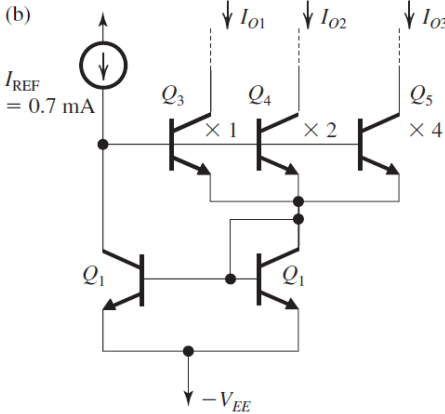 (b)
I_O1
I_O2
I_O3
I_REF
= 0.7 mA
Q_3
Q_4
Q_5
× 1
× 2
× 4
Q_1
Q_1
−V_EE